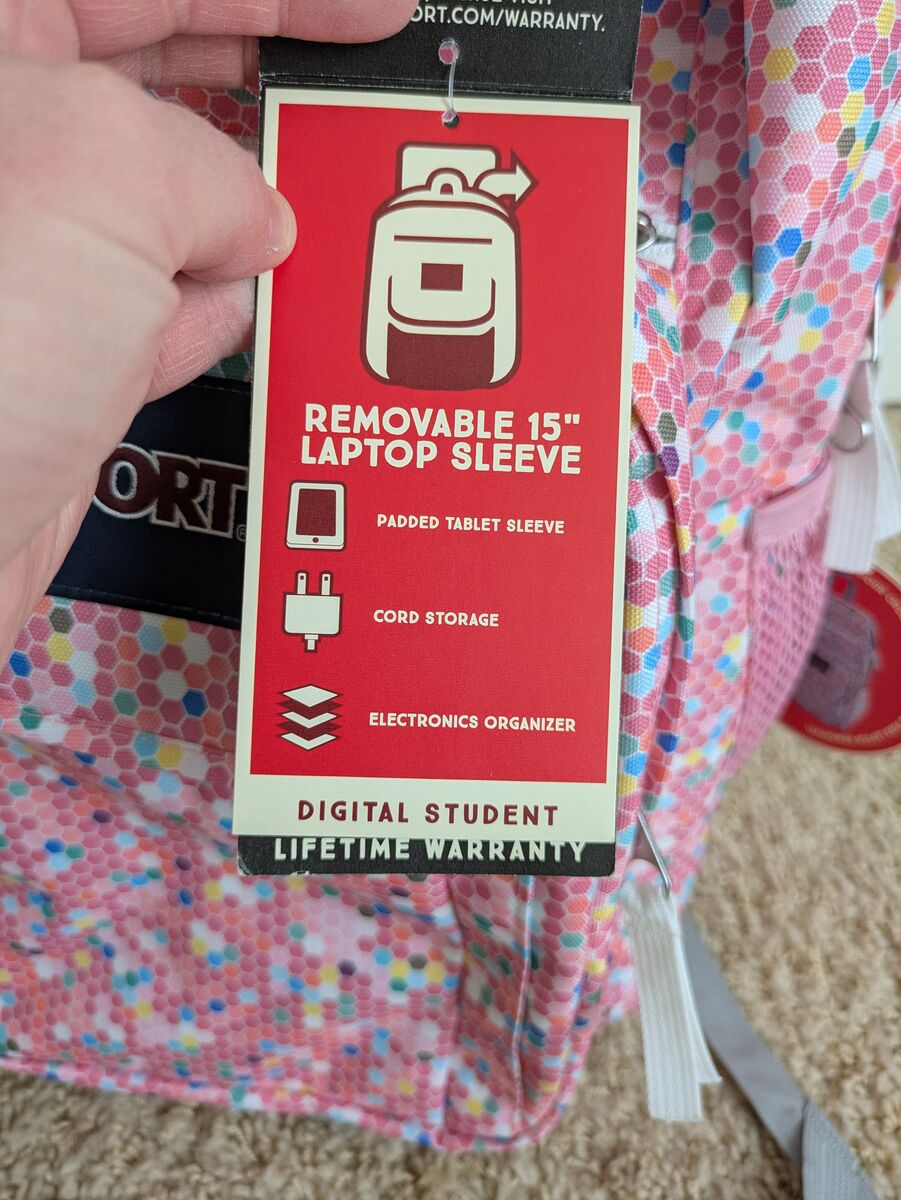 ORT.COM/WARRANTY.
REMOVABLE 15"
LAPTOP SLEEVE
ORT
PADDED TABLET SLEEVE
CORD STORAGE
ELECTRONICS ORGANIZER
DIGITAL STUDENT
LIFETIME WARRANTY